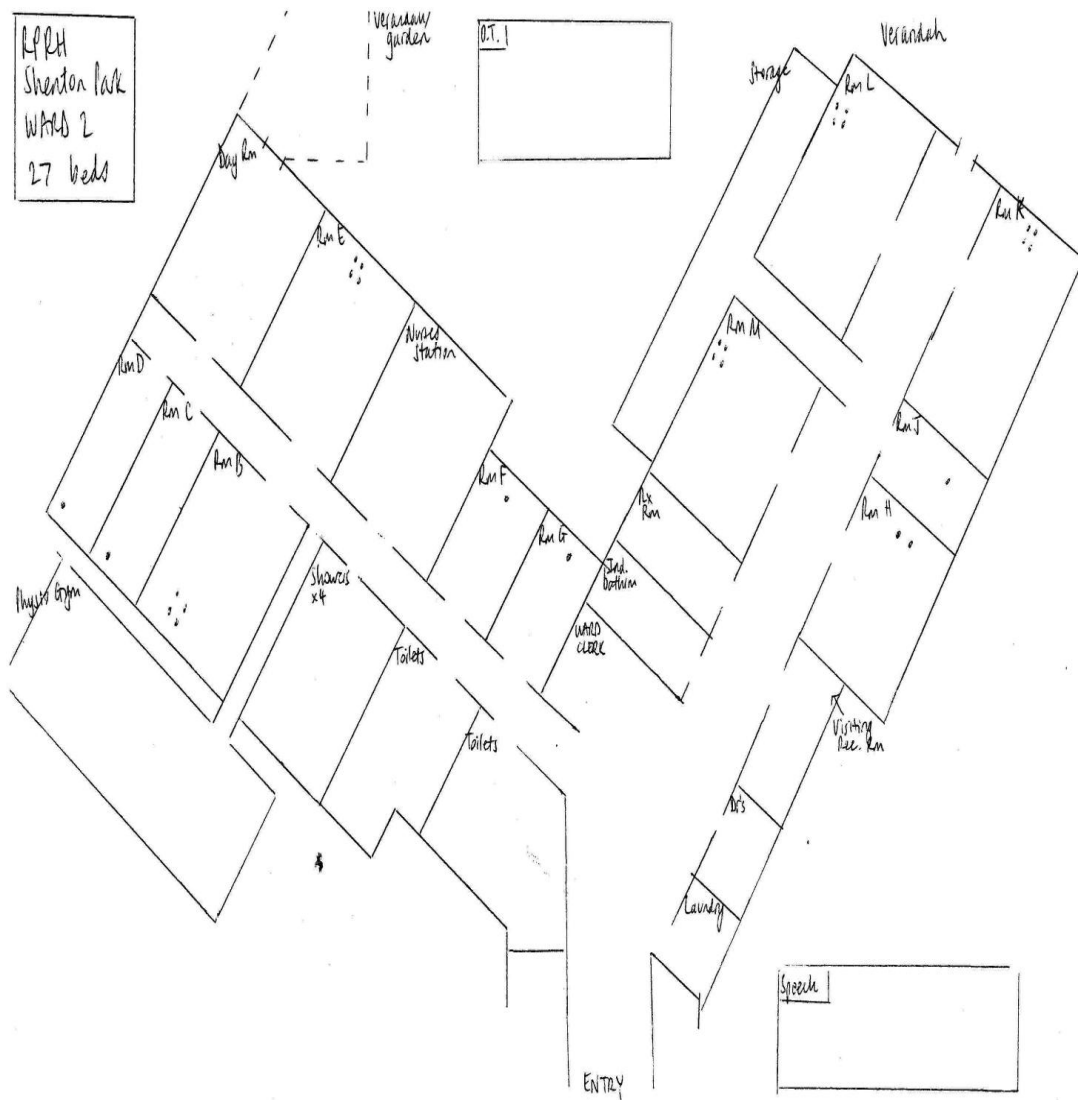 RPRH
Shenton Park
WARD 2
27 beds
Verandah/
garden
O.T. 1
Verandah
Storage
Rm L
Day Rm
Rm K
Rm E
Nurses
Station
Rm M
Rm D
Rm C
Rm B
Rm J
Rm F
Rm H
Rx
Rm
Rm G
Ind.
bathrm
Showers
x4
Physio Gym
WARD
CLERK
Toilets
Toilets
Visiting
Rec. Rm
Dr's
Laundry
Speech
ENTRY